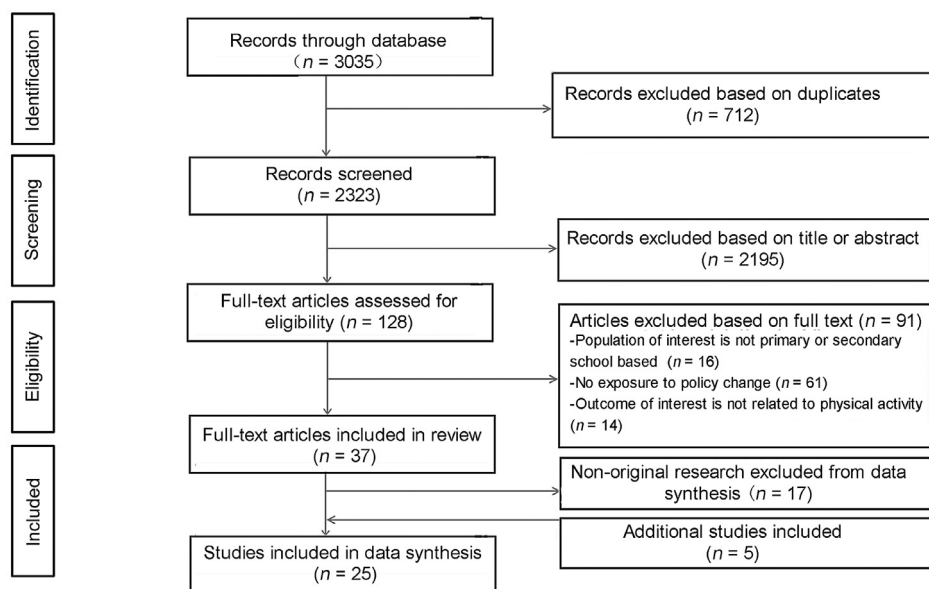 Identification
Records through database
（n = 3035）
Records excluded based on duplicates
(n = 712)
Screening
Records screened
(n = 2323)
Records excluded based on title or abstract
(n = 2195)
Eligibility
Full-text articles assessed for
eligibility (n = 128)
Articles excluded based on full text (n = 91)
-Population of interest is not primary or secondary
school based (n = 16)
-No exposure to policy change (n = 61)
-Outcome of interest is not related to physical activity
(n = 14)
Full-text articles included in review
(n = 37)
Included
Non-original research excluded from data
synthesis（n = 17)
Additional studies included
(n = 5)
Studies included in data synthesis
(n = 25)